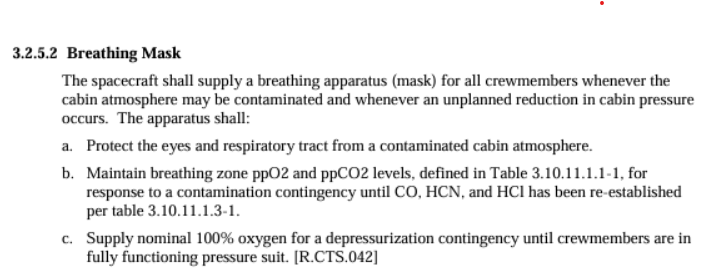 3.2.5.2 Breathing Mask
The spacecraft shall supply a breathing apparatus (mask) for all crewmembers whenever the
cabin atmosphere may be contaminated and whenever an unplanned reduction in cabin pressure
occurs. The apparatus shall:
a. Protect the eyes and respiratory tract from a contaminated cabin atmosphere.
b. Maintain breathing zone ppO2 and ppCO2 levels, defined in Table 3.10.11.1.1-1, for
response to a contamination contingency until CO, HCN, and HCl has been re-established
per table 3.10.11.1.3-1.
c. Supply nominal 100% oxygen for a depressurization contingency until crewmembers are in
fully functioning pressure suit. [R.CTS.042]